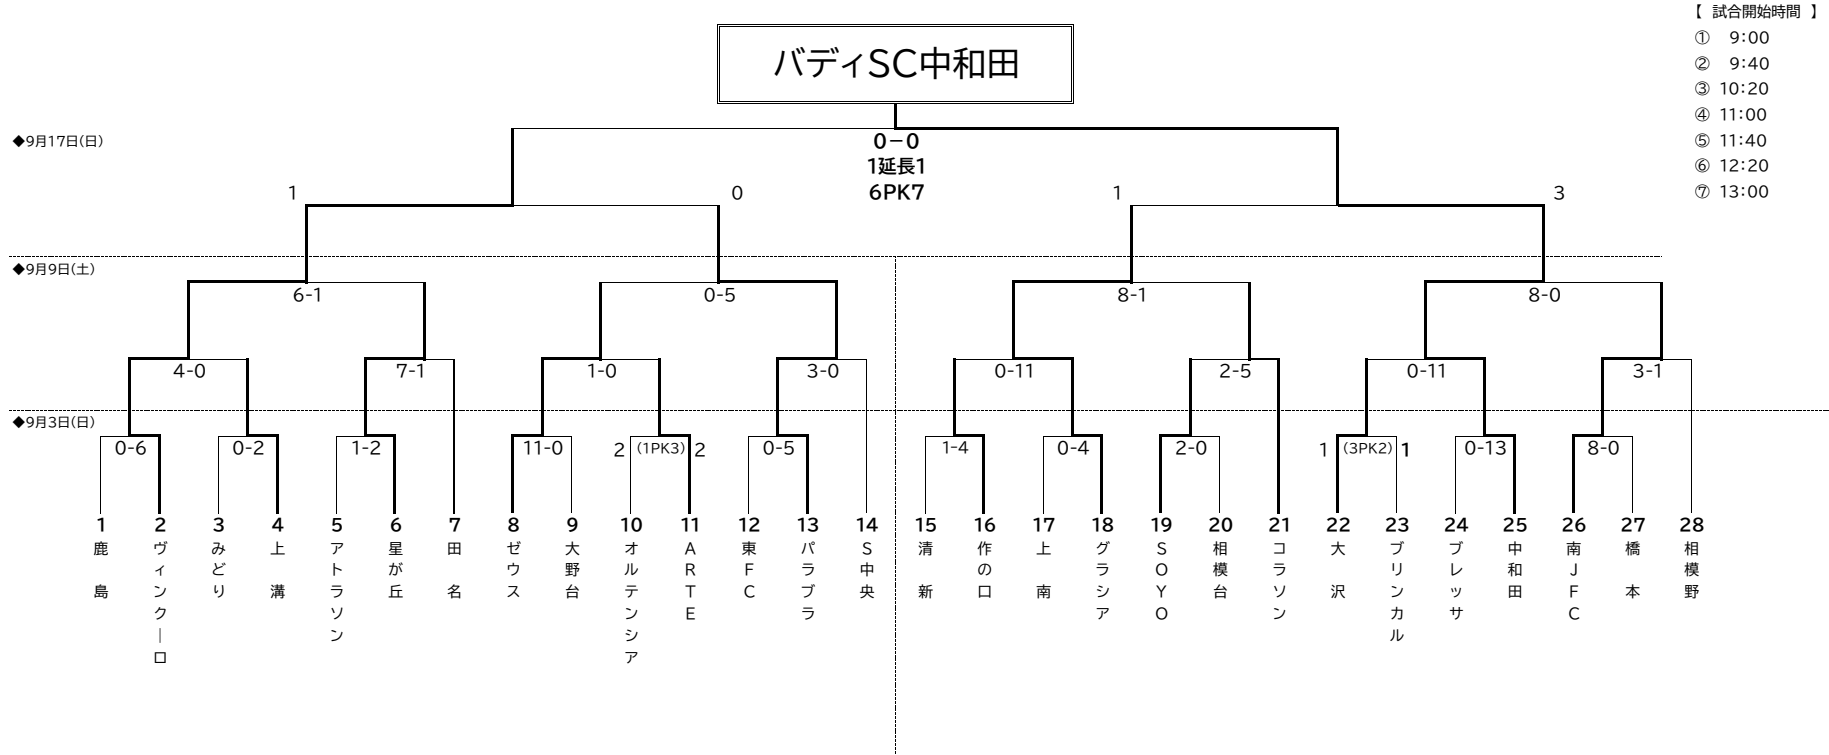 【 試合開始時間 】
① 9:00
② 9:40
③ 10:20
④ 11:00
⑤ 11:40
⑥ 12:20
⑦ 13:00
バディSC中和田
◆9月17日(日)
0－0
1延長1
6PK7
1 0 1 3
◆9月9日(土)
6-1 0-5 8-1 8-0
4-0 7-1 1-0 3-0 0-11 2-5 0-11 3-1
◆9月3日(日)
0-6 0-2 1-2 11-0 2 (1PK3) 2 0-5 1-4 0-4 2-0 1 (3PK2) 1 0-13 8-0
1 2 3 4 5 6 7 8 9 10 11 12 13 14 15 16 17 18 19 20 21 22 23 24 25 26 27 28
鹿島
ヴィンクーロ
みどり
上溝
アトラソン
星が丘
田名
ゼウス
大野台
オルテンシア
ARTE
東FC
パラブラ
S中央
清新
作の口
上南
グラシア
SOYO
相模台
コラソン
大沢
ブリンカル
ブレッサ
中和田
南JFC
橋本
相模野